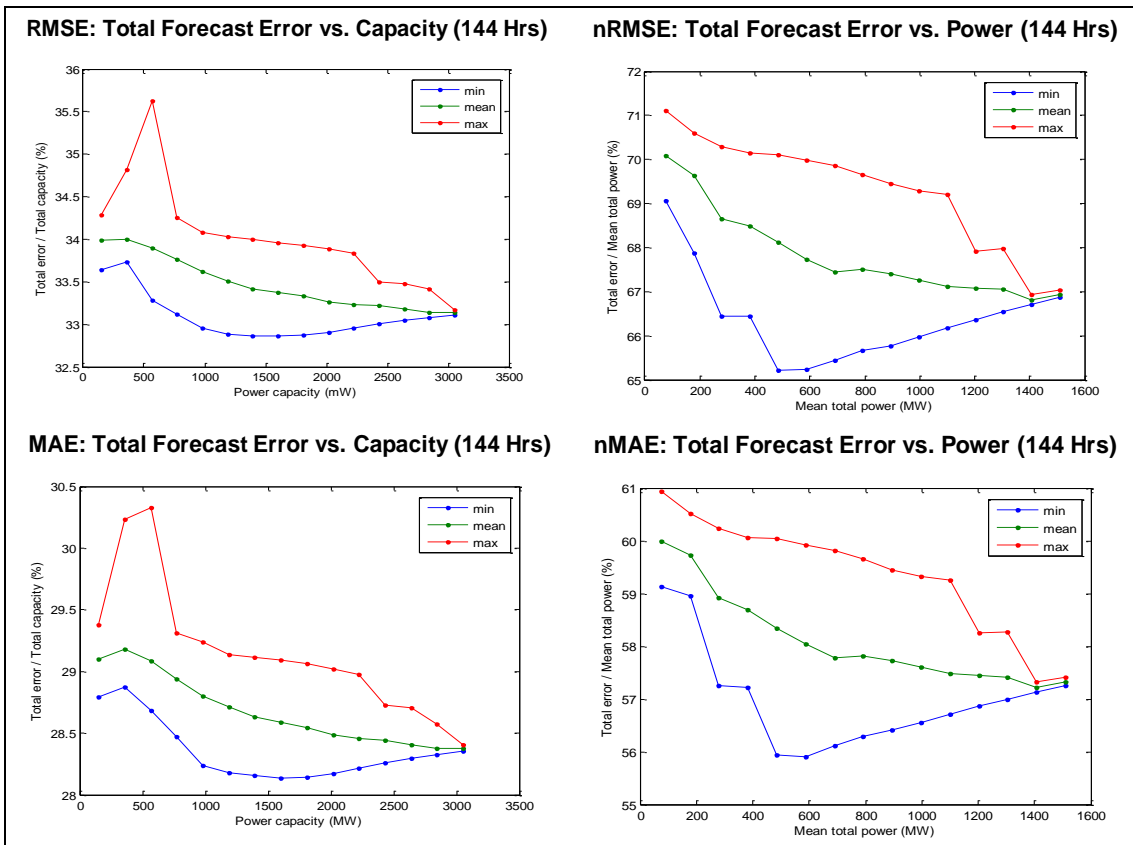 RMSE: Total Forecast Error vs. Capacity (144 Hrs)
36
35.5
35
34.5
34
33.5
33
32.5
0
500
1000
1500
2000
2500
3000
3500
Total error / Total capacity (%)
Power capacity (mW)
min
mean
max
nRMSE: Total Forecast Error vs. Power (144 Hrs)
72
71
70
69
68
67
66
65
0
200
400
600
800
1000
1200
1400
1600
Total error / Mean total power (%)
Mean total power (MW)
min
mean
max
MAE: Total Forecast Error vs. Capacity (144 Hrs)
30.5
30
29.5
29
28.5
28
0
500
1000
1500
2000
2500
3000
3500
Total error / Total capacity (%)
Power capacity (MW)
min
mean
max
nMAE: Total Forecast Error vs. Power (144 Hrs)
61
60
59
58
57
56
55
0
200
400
600
800
1000
1200
1400
1600
Total error / Mean total power (%)
Mean total power (MW)
min
mean
max